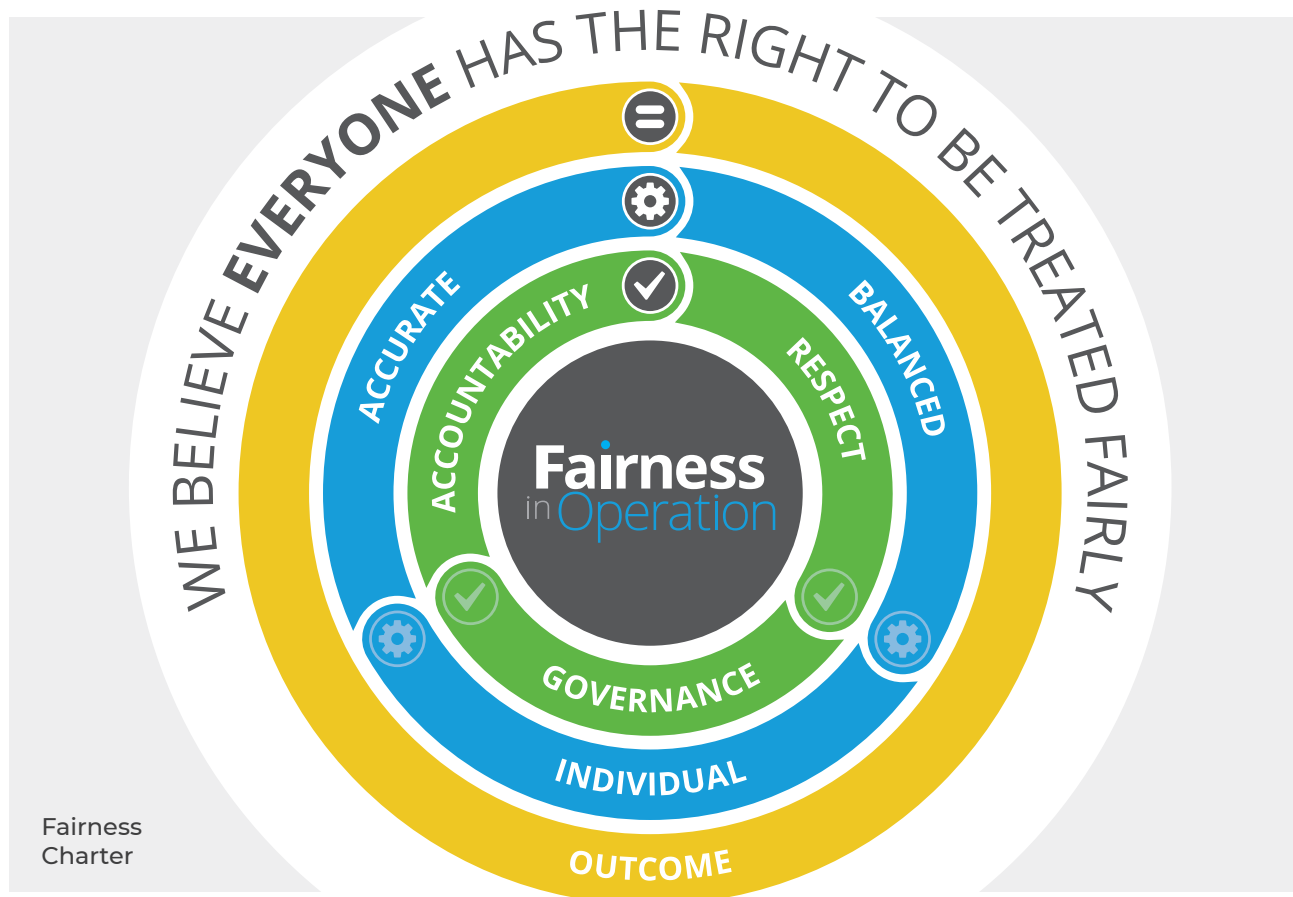 WE BELIEVE EVERYONE HAS THE RIGHT TO BE TREATED FAIRLY
ACCURATE
BALANCED
ACCOUNTABILITY
RESPECT
Fairness
in Operation
GOVERNANCE
INDIVIDUAL
OUTCOME
Fairness
Charter